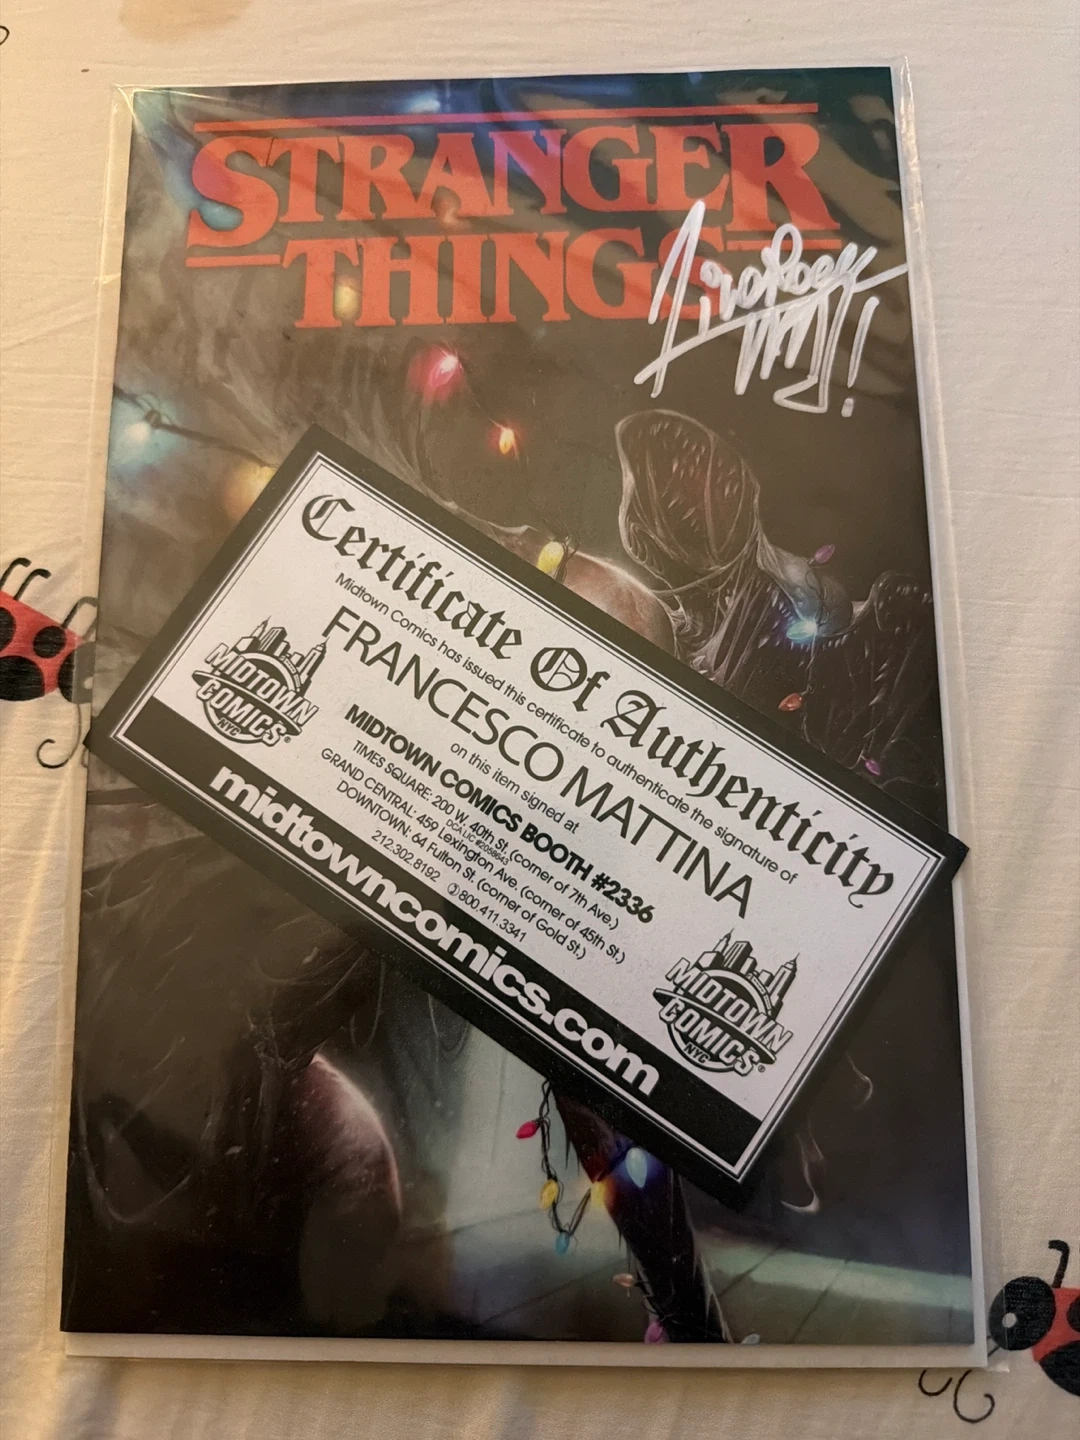 STRANGER
THINGS
Certificate Of Authenticity
Midtown Comics has issued this certificate to authenticate the signature of
FRANCESCO MATTINA
on this item signed at
MIDTOWN COMICS BOOTH #2336
TIMES SQUARE: 200 W. 40th St. (corner of 7th Ave.)
DCA LIC #2058643
GRAND CENTRAL: 459 Lexington Ave. (corner of 45th St.)
DOWNTOWN: 64 Fulton St. (corner of Gold St.)
212.302.8192 800.411.3341
MIDTOWN
COMICS®
NYC
MIDTOWN
COMICS®
NYC
midtowncomics.com